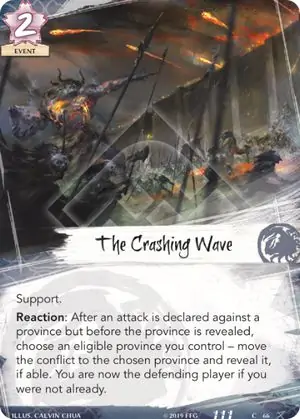 2
EVENT
The Crashing Wave
Support.
Reaction: After an attack is declared against a
province but before the province is revealed,
choose an eligible province you control – move
the conflict to the chosen province and reveal it,
if able. You are now the defending player if you
were not already.
ILLUS. CALVIN CHUA
© 2019 FFG
111
C 66